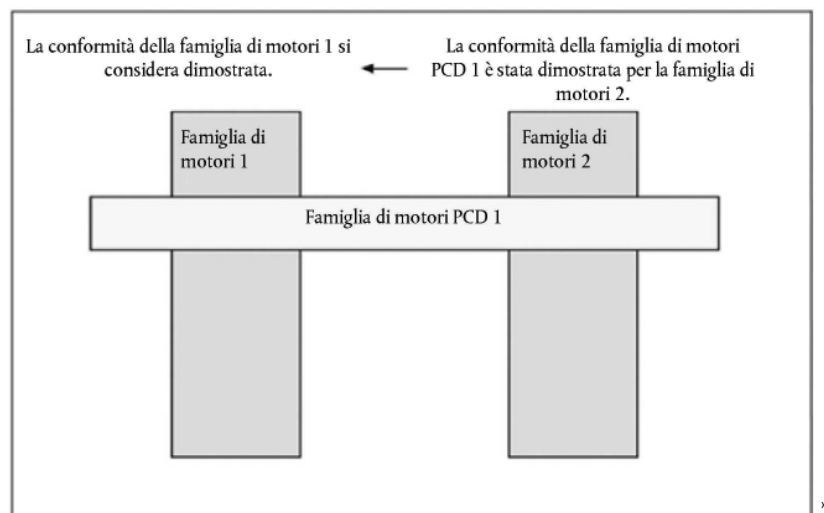 La conformità della famiglia di motori 1 si
considera dimostrata.
La conformità della famiglia di motori
PCD 1 è stata dimostrata per la famiglia di
motori 2.
Famiglia di
motori 1
Famiglia di
motori 2
Famiglia di motori PCD 1
»